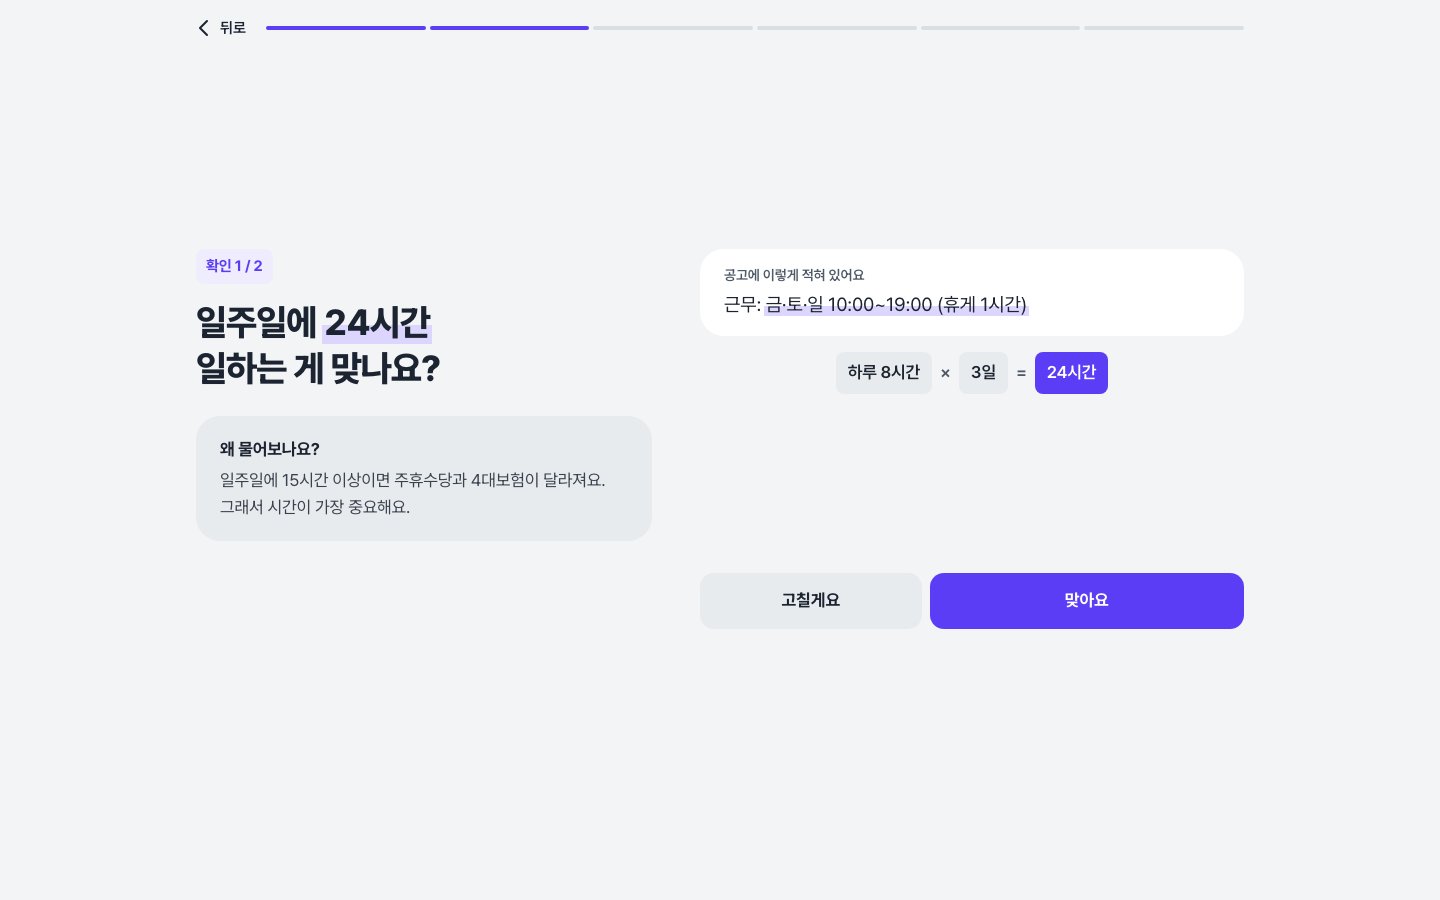 뒤로
확인 1 / 2
일주일에 24시간
일하는 게 맞나요?
왜 물어보나요?
일주일에 15시간 이상이면 주휴수당과 4대보험이 달라져요.
그래서 시간이 가장 중요해요.
공고에 이렇게 적혀 있어요
근무: 금·토·일 10:00~19:00 (휴게 1시간)
하루 8시간 × 3일 = 24시간
고칠게요
맞아요